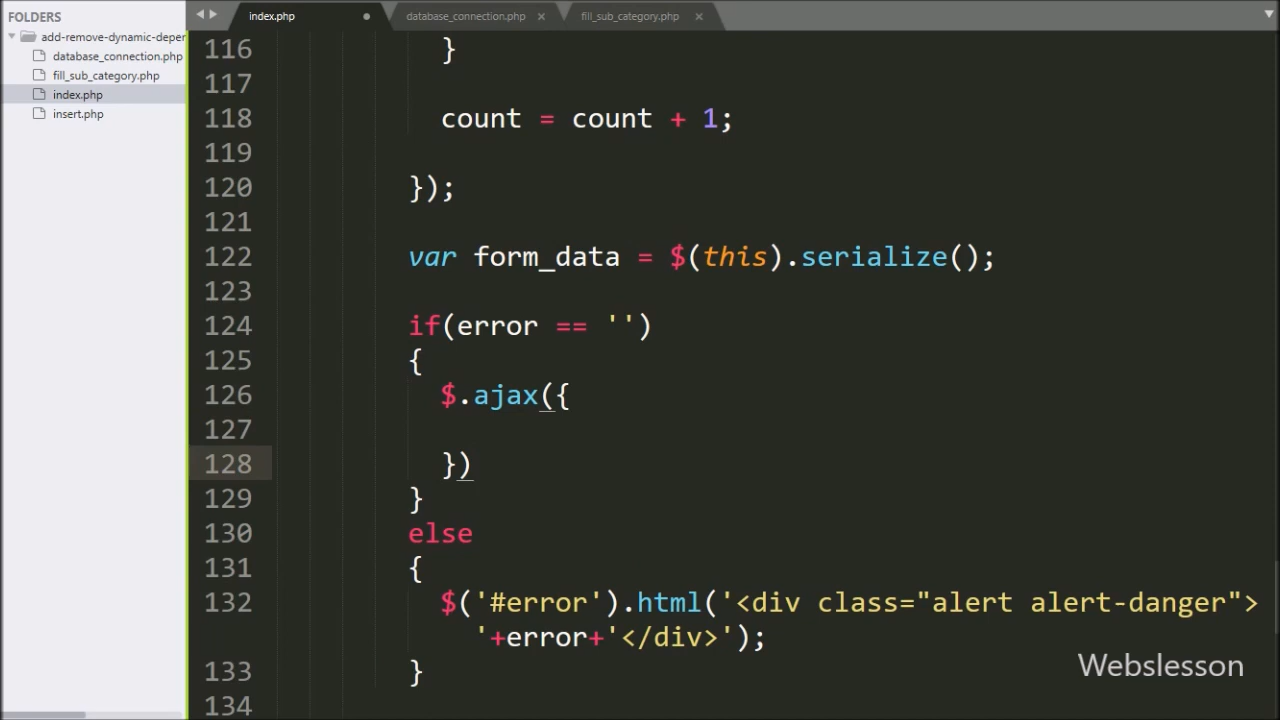 FOLDERS
add-remove-dynamic-deper
database_connection.php
fill_sub_category.php
index.php
insert.php
index.php
database_connection.php
fill_sub_category.php
116 }
117
118 count = count + 1;
119
120 });
121
122 var form_data = $(this).serialize();
123
124 if(error == '')
125 {
126 $.ajax({
127
128 })
129 }
130 else
131 {
132 $('#error').html('<div class="alert alert-danger">
'+error+'</div>');
133 }
134
Webslesson